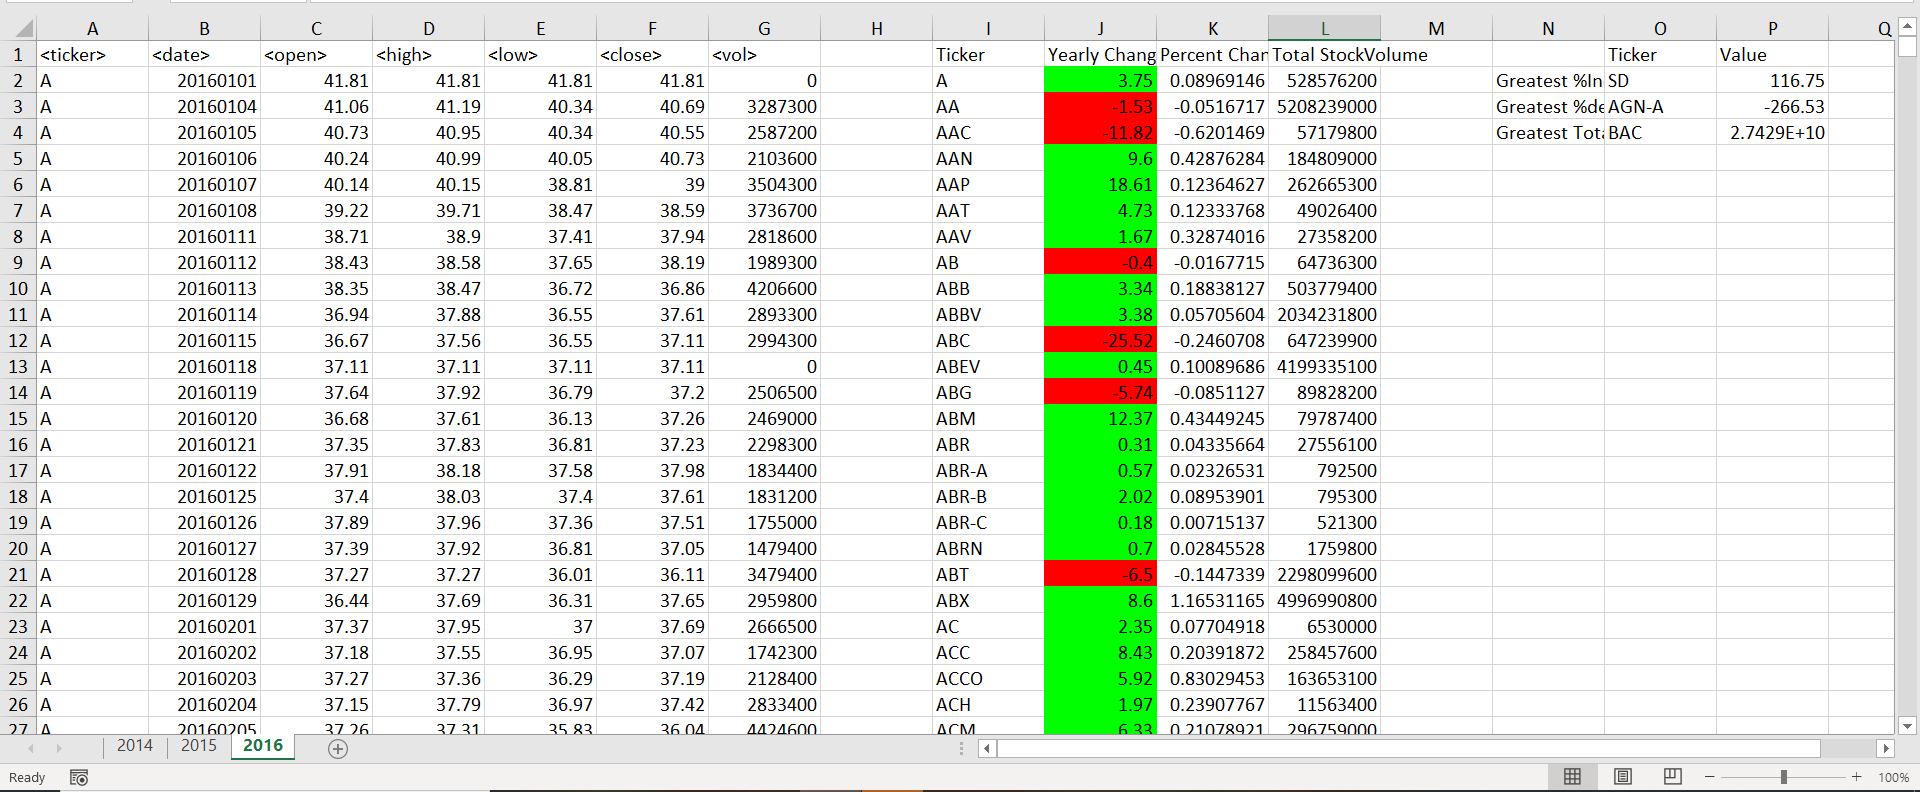 A B C D E F G H I J K L M N O P Q
1 <ticker> <date> <open> <high> <low> <close> <vol> Ticker Yearly Chang Percent Chan Total StockVolume Ticker Value
2 A 20160101 41.81 41.81 41.81 41.81 0 A 3.75 0.08969146 528576200 Greatest %In SD 116.75
3 A 20160104 41.06 41.19 40.34 40.69 3287300 AA -1.53 -0.0516717 5208239000 Greatest %de AGN-A -266.53
4 A 20160105 40.73 40.95 40.34 40.55 2587200 AAC -11.82 -0.6201469 57179800 Greatest Tota BAC 2.7429E+10
5 A 20160106 40.24 40.99 40.05 40.73 2103600 AAN 9.6 0.42876284 184809000
6 A 20160107 40.14 40.15 38.81 39 3504300 AAP 18.61 0.12364627 262665300
7 A 20160108 39.22 39.71 38.47 38.59 3736700 AAT 4.73 0.12333768 49026400
8 A 20160111 38.71 38.9 37.41 37.94 2818600 AAV 1.67 0.32874016 27358200
9 A 20160112 38.43 38.58 37.65 38.19 1989300 AB -0.4 -0.0167715 64736300
10 A 20160113 38.35 38.47 36.72 36.86 4206600 ABB 3.34 0.18838127 503779400
11 A 20160114 36.94 37.88 36.55 37.61 2893300 ABBV 3.38 0.05705604 2034231800
12 A 20160115 36.67 37.56 36.55 37.11 2994300 ABC -25.52 -0.2460708 647239900
13 A 20160118 37.11 37.11 37.11 37.11 0 ABEV 0.45 0.10089686 4199335100
14 A 20160119 37.64 37.92 36.79 37.2 2506500 ABG -5.74 -0.0851127 89828200
15 A 20160120 36.68 37.61 36.13 37.26 2469000 ABM 12.37 0.43449245 79787400
16 A 20160121 37.35 37.83 36.81 37.23 2298300 ABR 0.31 0.04335664 27556100
17 A 20160122 37.91 38.18 37.58 37.98 1834400 ABR-A 0.57 0.02326531 792500
18 A 20160125 37.4 38.03 37.4 37.61 1831200 ABR-B 2.02 0.08953901 795300
19 A 20160126 37.89 37.96 37.36 37.51 1755000 ABR-C 0.18 0.00715137 521300
20 A 20160127 37.39 37.92 36.81 37.05 1479400 ABRN 0.7 0.02845528 1759800
21 A 20160128 37.27 37.27 36.01 36.11 3479400 ABT -6.5 -0.1447339 2298099600
22 A 20160129 36.44 37.69 36.31 37.65 2959800 ABX 8.6 1.16531165 4996990800
23 A 20160201 37.37 37.95 37 37.69 2666500 AC 2.35 0.07704918 6530000
24 A 20160202 37.18 37.55 36.95 37.07 1742300 ACC 8.43 0.20391872 258457600
25 A 20160203 37.27 37.36 36.29 37.19 2128400 ACCO 5.92 0.83029453 163653100
26 A 20160204 37.15 37.79 36.97 37.42 2833400 ACH 1.97 0.23907767 11563400
27 A 20160205 37.26 37.31 35.83 36.04 4424600 ACM 6.33 0.21078921 296759000
2014 2015 2016
Ready 100%